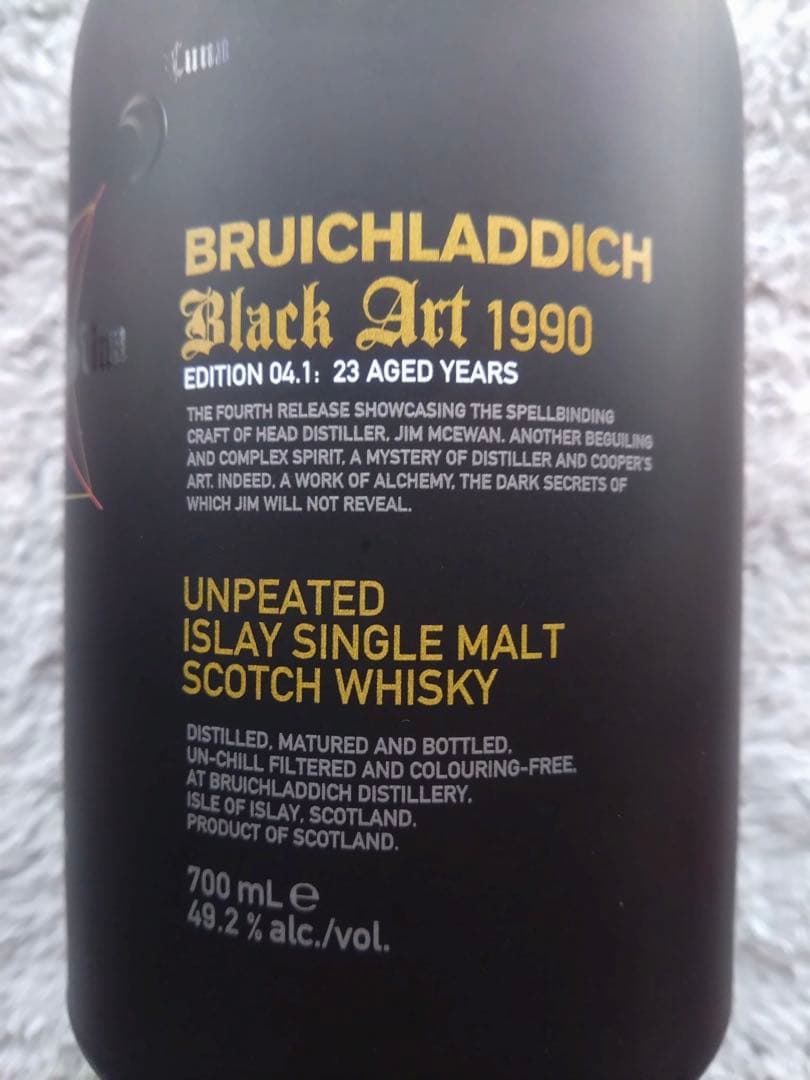 Luna
BRUICHLADDICH
Black Art 1990
EDITION 04.1: 23 AGED YEARS
THE FOURTH RELEASE SHOWCASING THE SPELLBINDING
CRAFT OF HEAD DISTILLER, JIM MCEWAN. ANOTHER BEGUILING
AND COMPLEX SPIRIT, A MYSTERY OF DISTILLER AND COOPER'S
ART. INDEED, A WORK OF ALCHEMY, THE DARK SECRETS OF
WHICH JIM WILL NOT REVEAL.
UNPEATED
ISLAY SINGLE MALT
SCOTCH WHISKY
DISTILLED, MATURED AND BOTTLED,
UN-CHILL FILTERED AND COLOURING-FREE.
AT BRUICHLADDICH DISTILLERY,
ISLE OF ISLAY, SCOTLAND.
PRODUCT OF SCOTLAND.
700 mL e
49.2 % alc./vol.